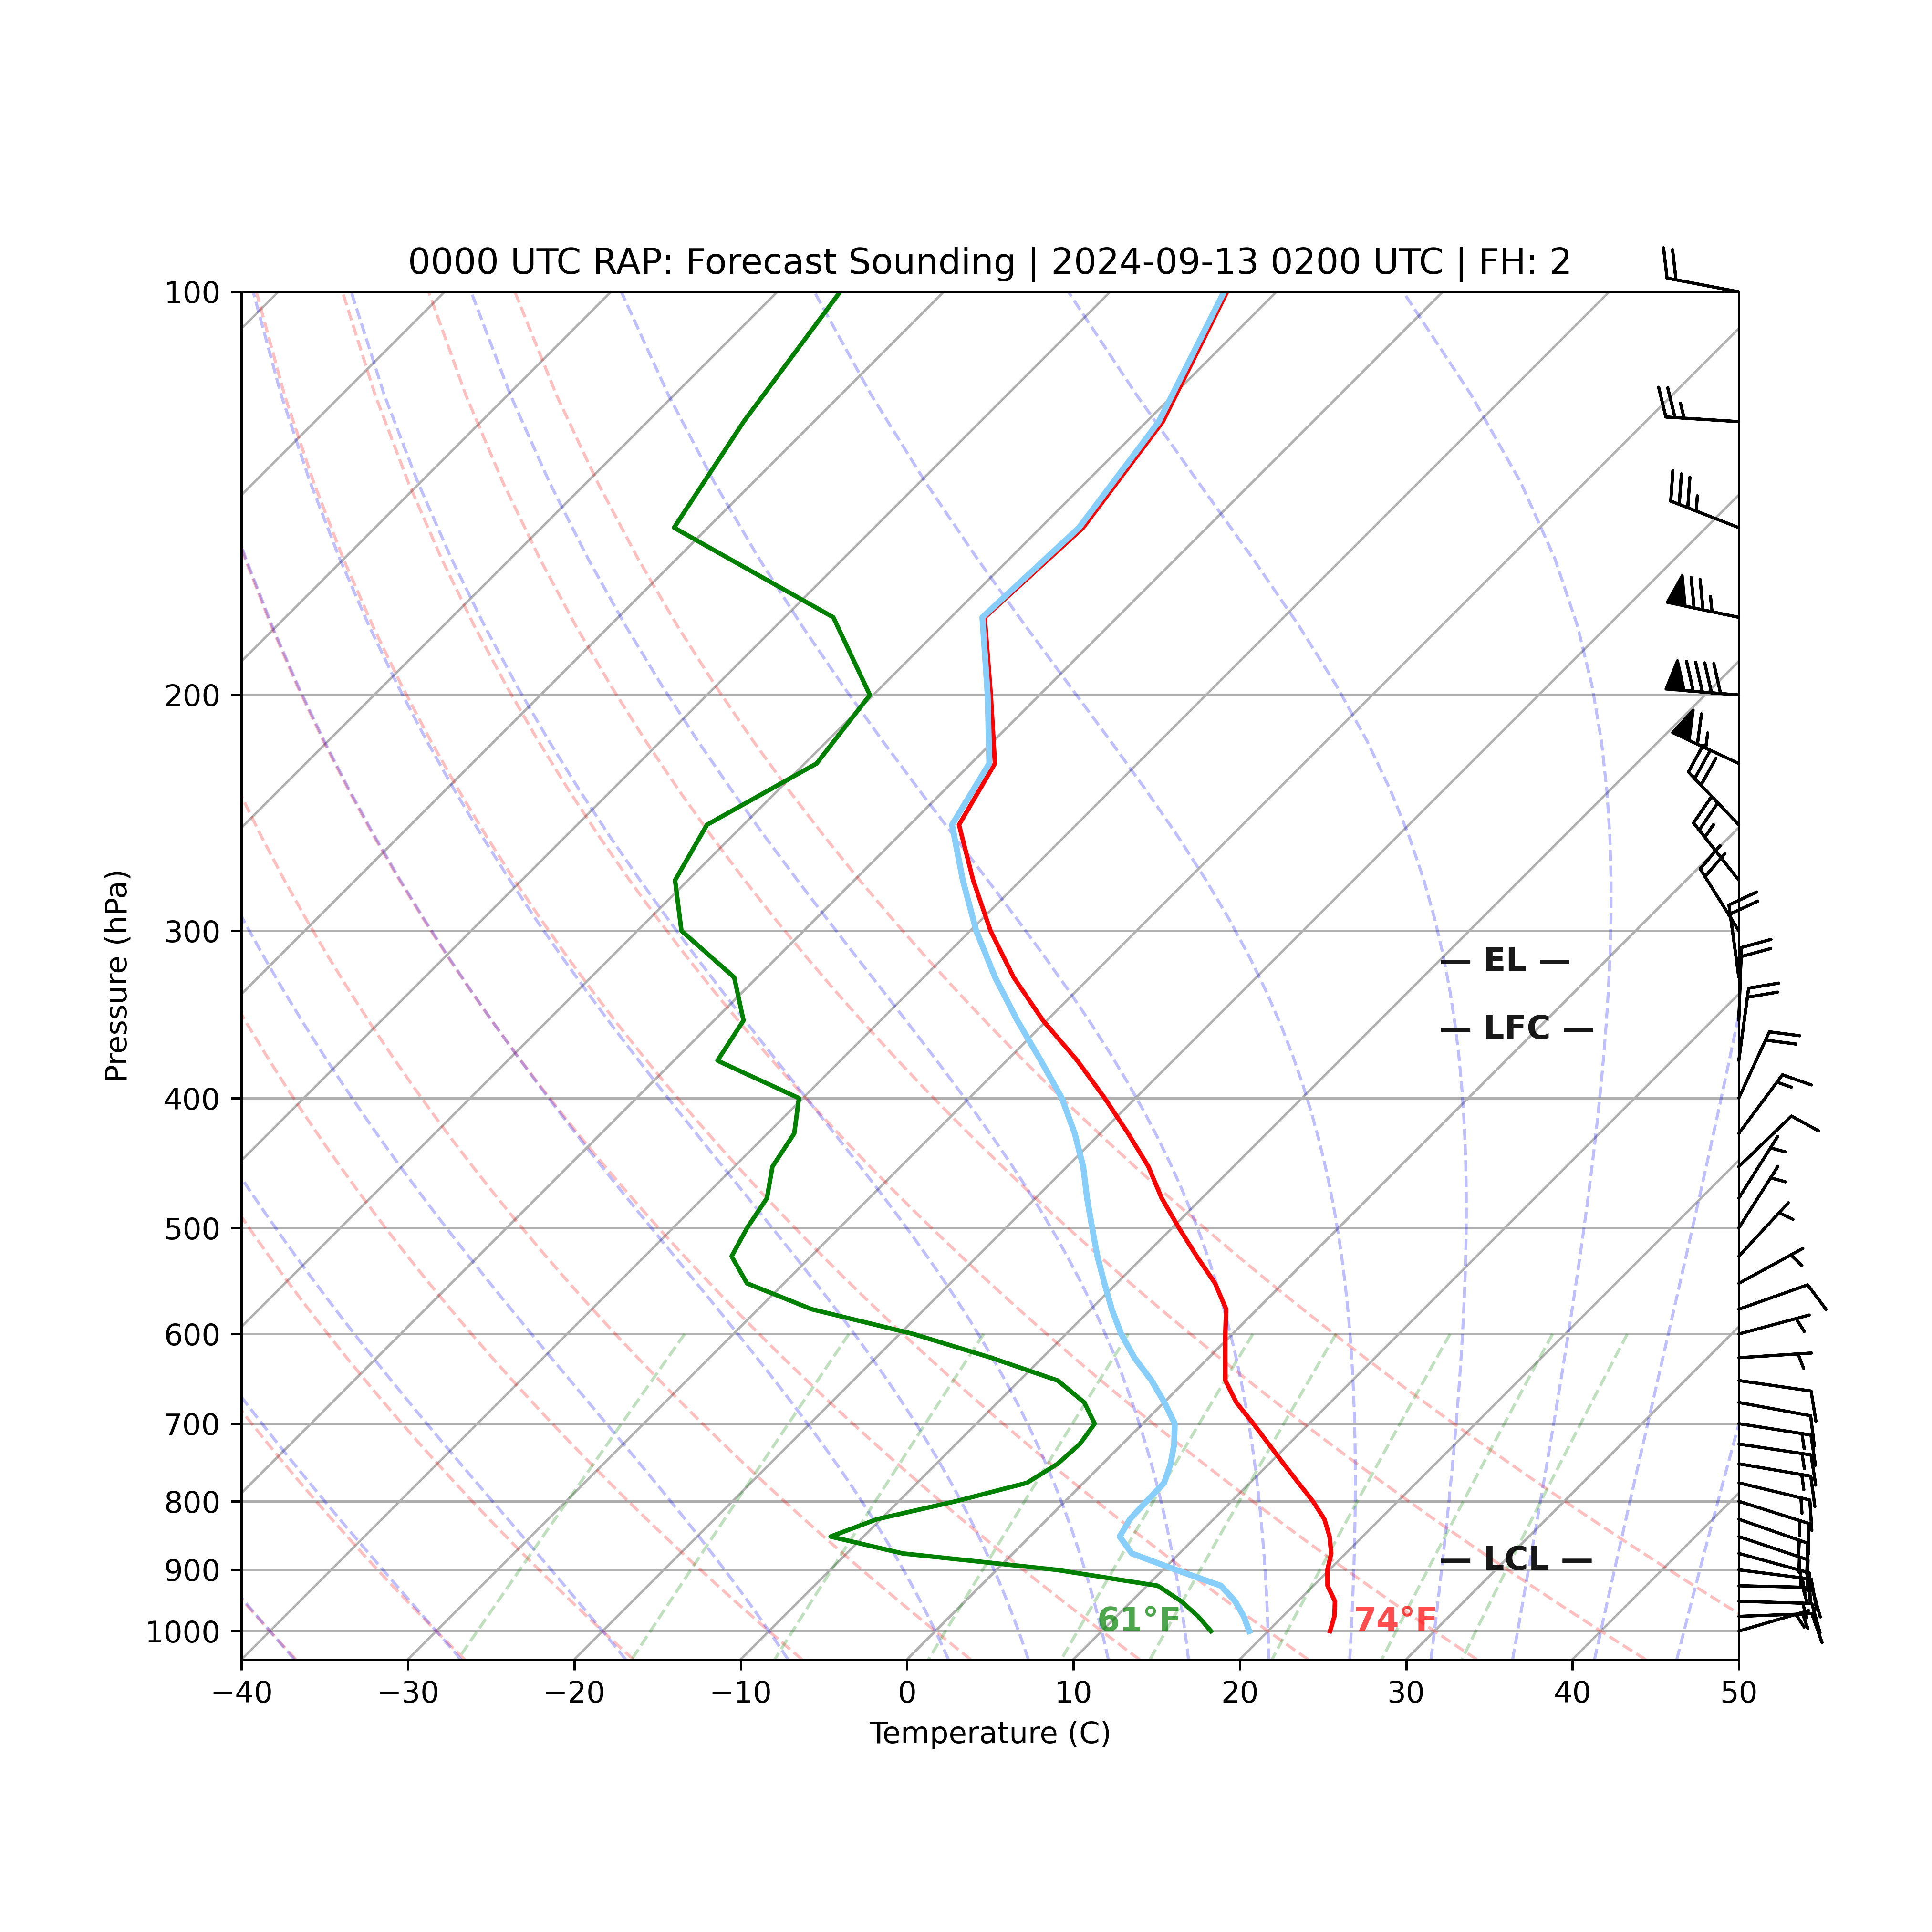 0000 UTC RAP: Forecast Sounding | 2024-09-13 0200 UTC | FH: 2
100
200
300
400
500
600
700
800
900
1000
Pressure (hPa)
— EL —
— LFC —
— LCL —
61°F
74°F
−40 −30 −20 −10 0 10 20 30 40 50
Temperature (C)